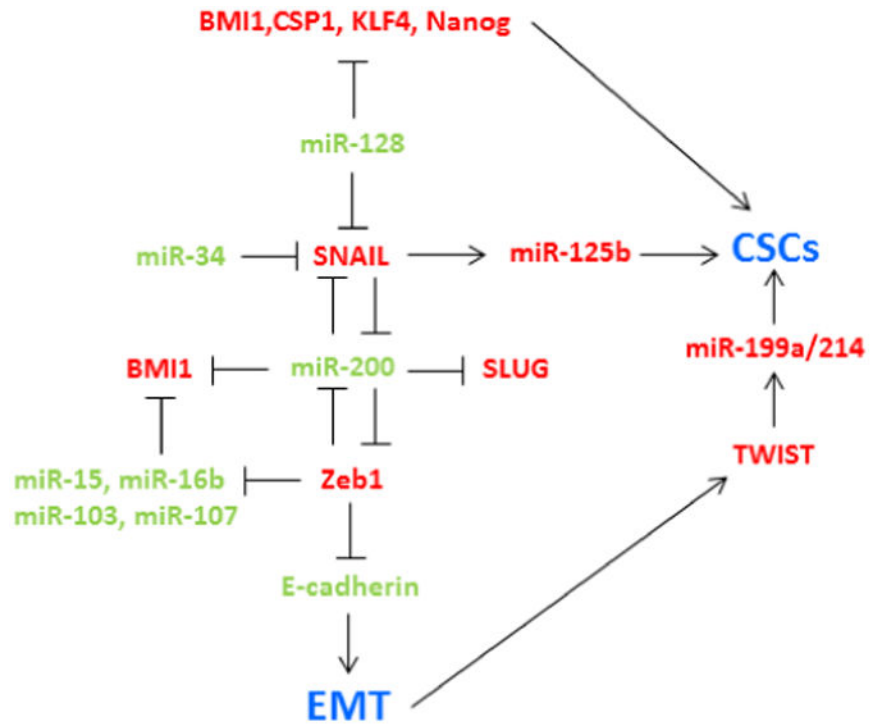 BMI1,CSP1, KLF4, Nanog
miR-128
miR-34
SNAIL
miR-125b
CSCs
miR-199a/214
BMI1
miR-200
SLUG
TWIST
miR-15, miR-16b
miR-103, miR-107
Zeb1
E-cadherin
EMT